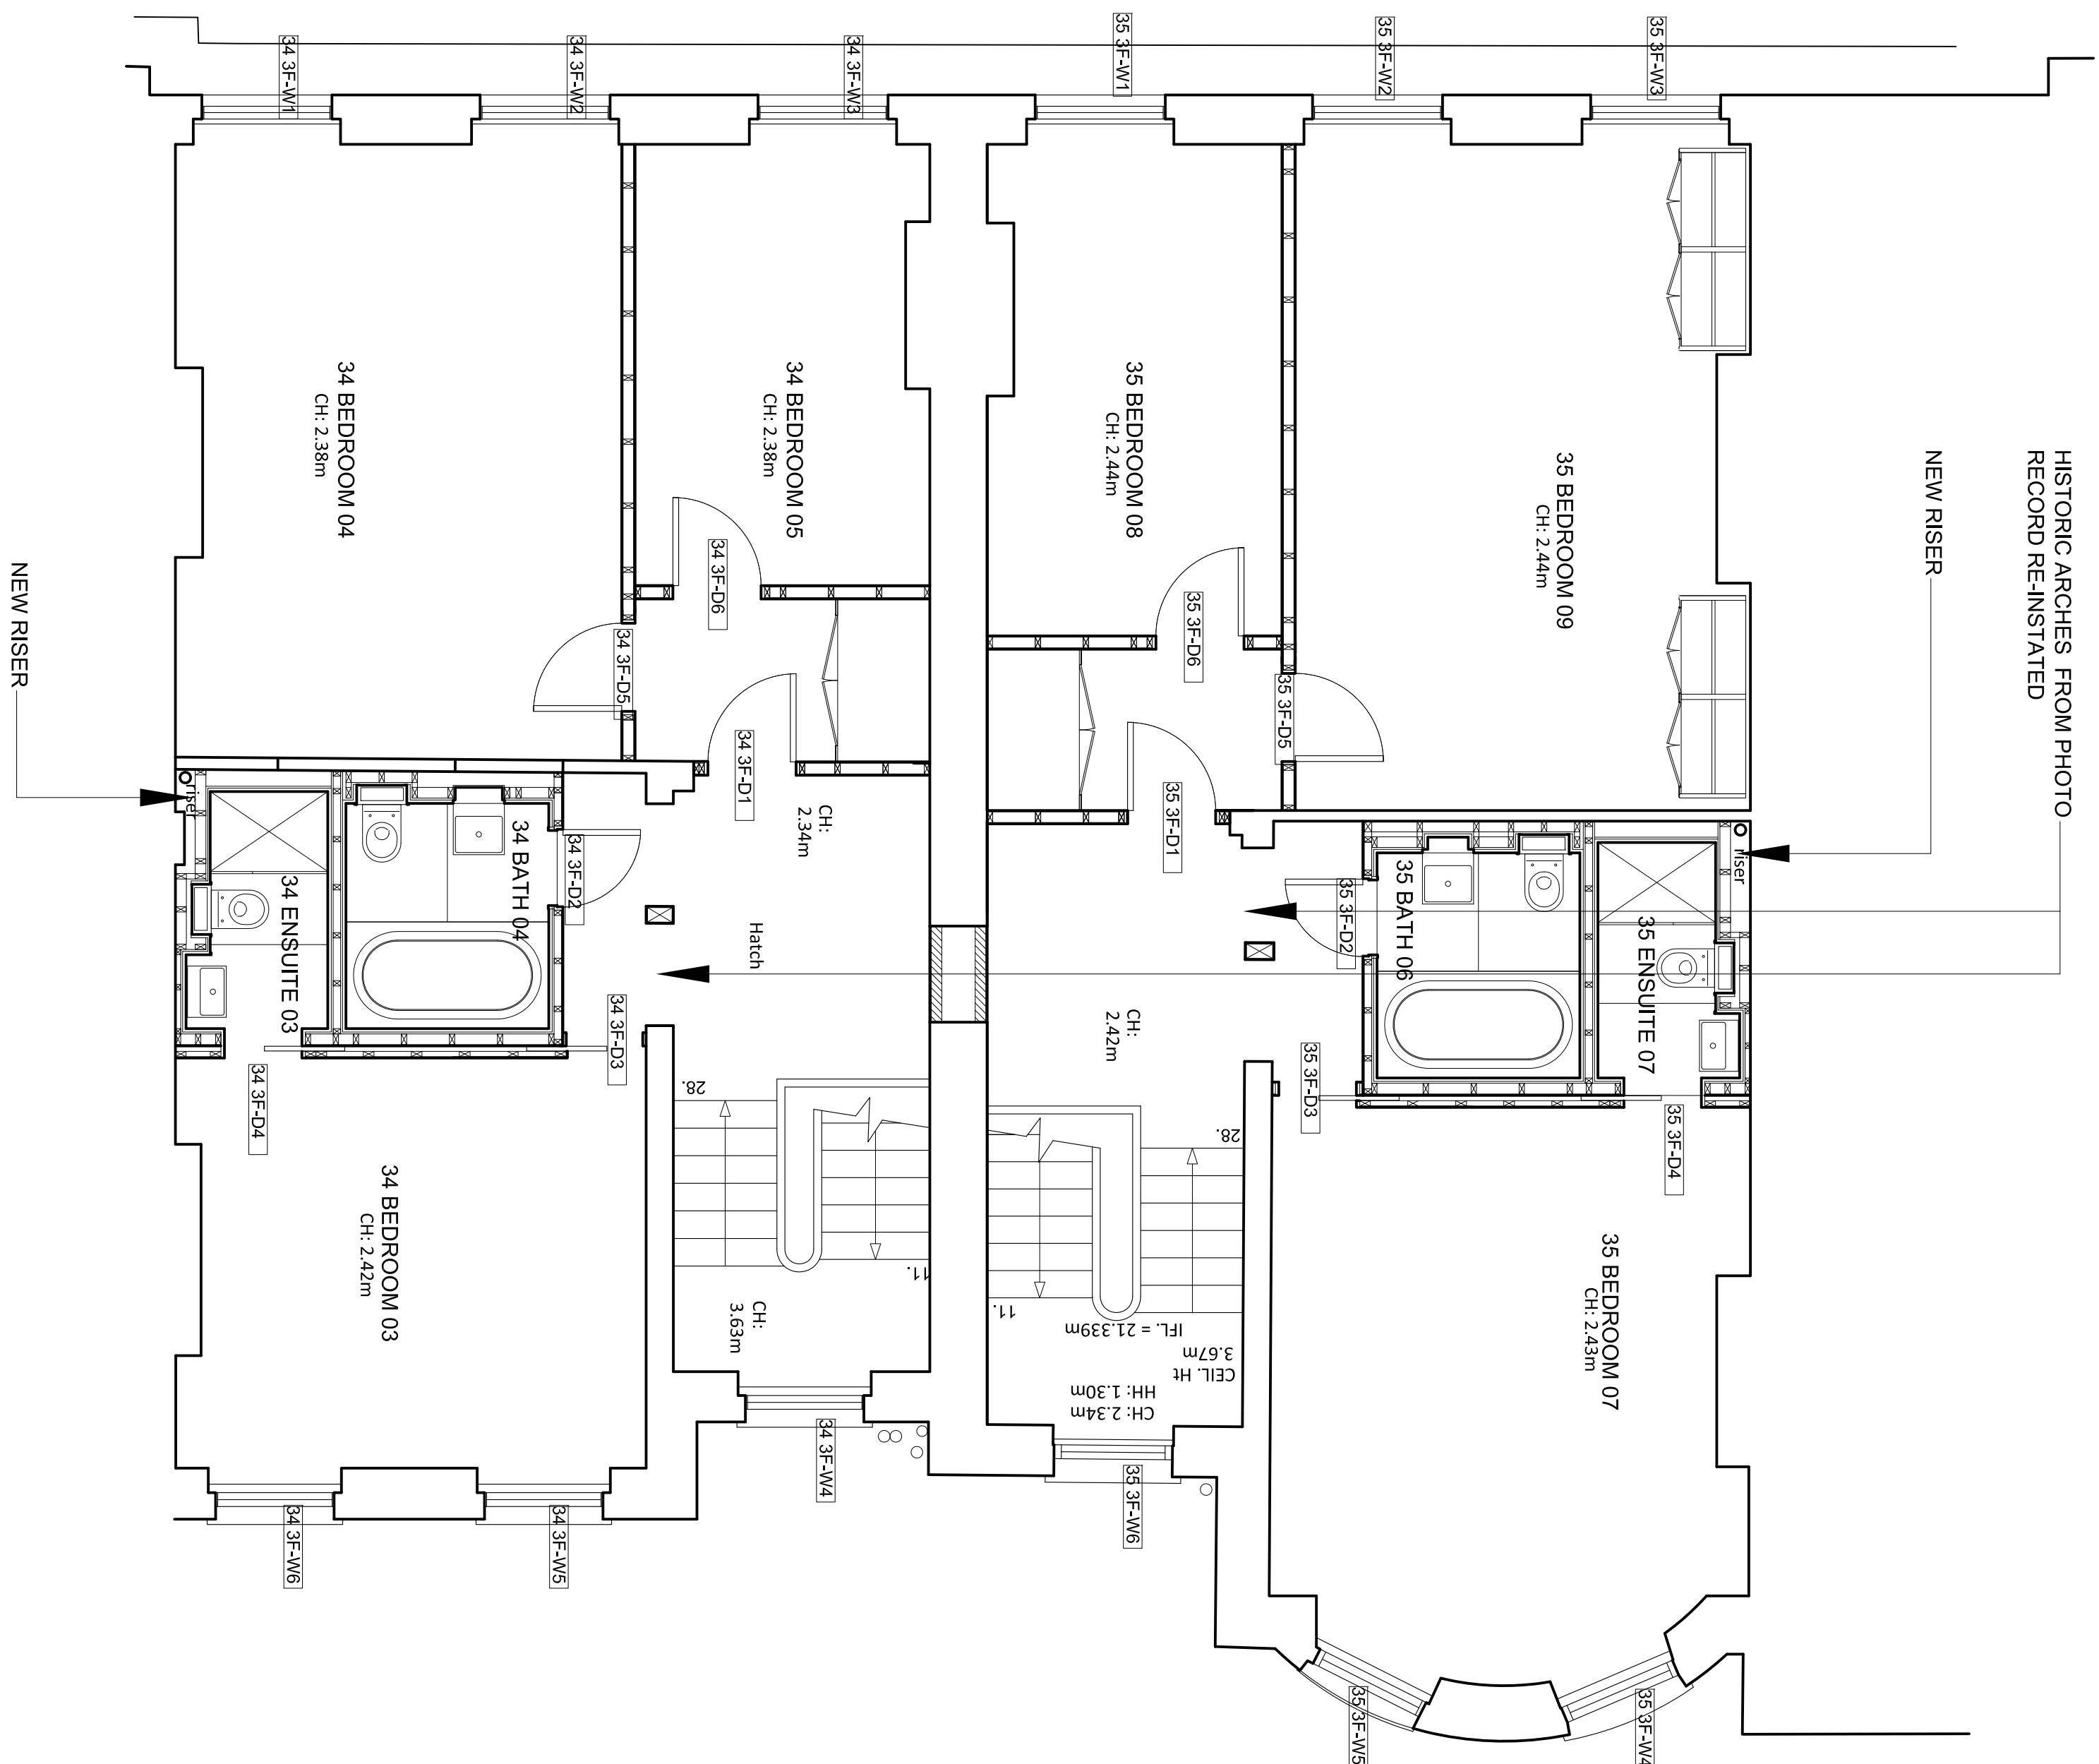 34 3F-W1
34 3F-W2
34 3F-W3
35 3F-W1
35 3F-W2
35 3F-W3
34 BEDROOM 04
CH: 2.38m
34 BEDROOM 05
CH: 2.38m
35 BEDROOM 08
CH: 2.44m
35 BEDROOM 09
CH: 2.44m
NEW RISER
HISTORIC ARCHES FROM PHOTO
RECORD RE-INSTATED
NEW RISER
34 3F-D6
34 3F-D5
34 3F-D1
35 3F-D6
35 3F-D5
35 3F-D1
riser
34 ENSUITE 03
34 BATH 04
34 3F-D2
CH:
2.34m
Hatch
35 3F-D2
35 BATH 06
35 ENSUITE 07
riser
34 3F-D3
34 3F-D4
CH:
2.42m
35 3F-D3
35 3F-D4
28.
11.
28.
11.
34 BEDROOM 03
CH: 2.42m
CH:
3.63m
IFL. = 21.339m
CEIL. Ht
3.67m
CH: 2.34m
HH: 1.30m
35 BEDROOM 07
CH: 2.43m
34 3F-W6
34 3F-W5
34 3F-W4
35 3F-W6
35 3F-W5
35 3F-W4